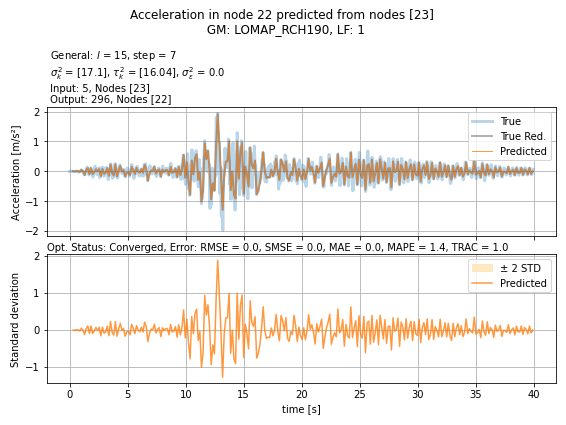 Acceleration in node 22 predicted from nodes [23]
GM: LOMAP_RCH190, LF: 1
General: l = 15, step = 7
σ²ₖ = [17.1], τ²ₖ = [16.04], σ²ε = 0.0
Input: 5, Nodes [23]
Output: 296, Nodes [22]
2
1
0
−1
−2
Acceleration [m/s²]
True
True Red.
Predicted
Opt. Status: Converged, Error: RMSE = 0.0, SMSE = 0.0, MAE = 0.0, MAPE = 1.4, TRAC = 1.0
2
1
0
−1
Standard deviation
± 2 STD
Predicted
0 5 10 15 20 25 30 35 40
time [s]